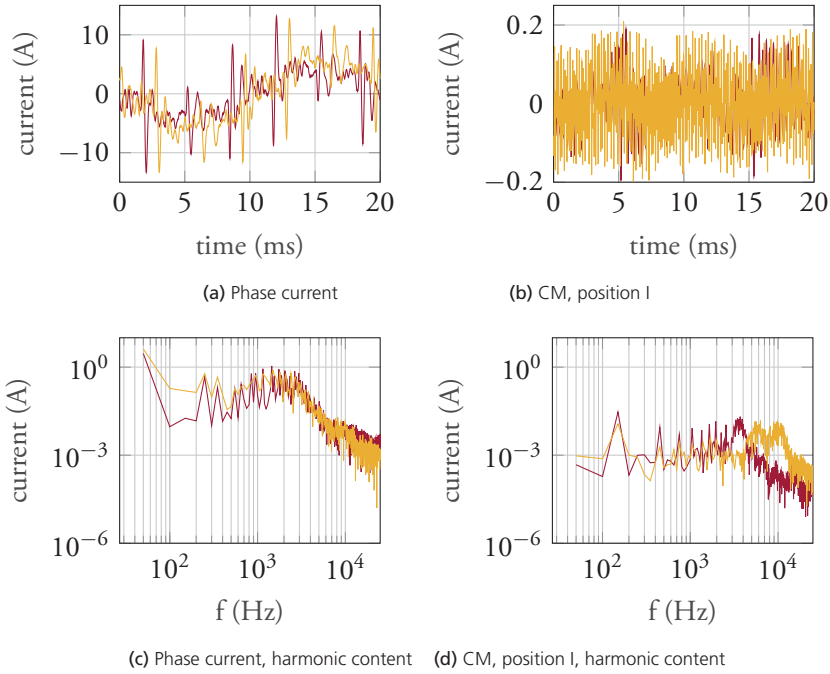 current (A)
10
0
−10
0
5
10
15
20
time (ms)
(a) Phase current
current (A)
0.2
0
−0.2
0
5
10
15
20
time (ms)
(b) CM, position I
current (A)
10^0
10^−3
10^−6
10^2
10^3
10^4
f (Hz)
(c) Phase current, harmonic content
current (A)
10^0
10^−3
10^−6
10^2
10^3
10^4
f (Hz)
(d) CM, position I, harmonic content